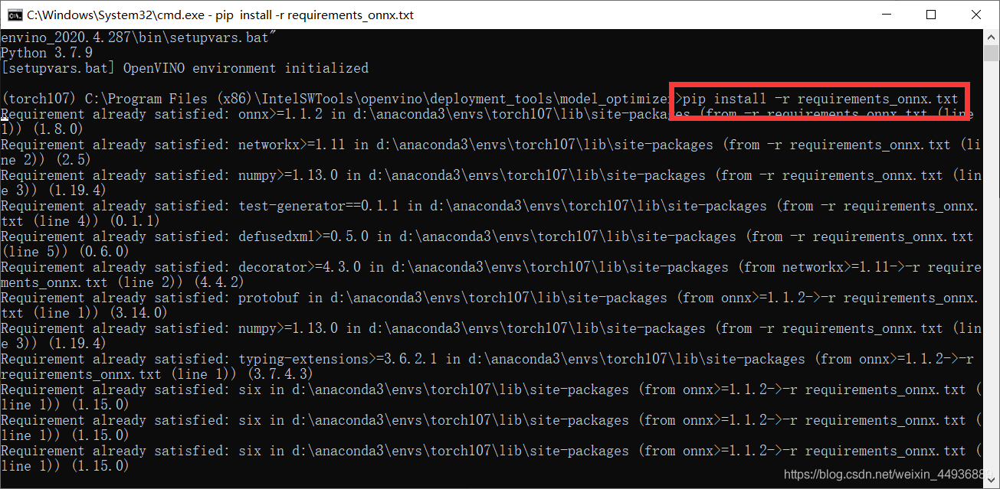 C:\Windows\System32\cmd.exe - pip  install -r requirements_onnx.txt
envino_2020.4.287\bin\setupvars.bat"
Python 3.7.9
[setupvars.bat] OpenVINO environment initialized
(torch107) C:\Program Files (x86)\IntelSWTools\openvino\deployment_tools\model_optimizer>pip install -r requirements_onnx.txt
Requirement already satisfied: onnx>=1.1.2 in d:\anaconda3\envs\torch107\lib\site-packages (from -r requirements_onnx.txt (line
1)) (1.8.0)
Requirement already satisfied: networkx>=1.11 in d:\anaconda3\envs\torch107\lib\site-packages (from -r requirements_onnx.txt (li
ne 2)) (2.5)
Requirement already satisfied: numpy>=1.13.0 in d:\anaconda3\envs\torch107\lib\site-packages (from -r requirements_onnx.txt (lin
e 3)) (1.19.4)
Requirement already satisfied: test-generator==0.1.1 in d:\anaconda3\envs\torch107\lib\site-packages (from -r requirements_onnx.
txt (line 4)) (0.1.1)
Requirement already satisfied: defusedxml>=0.5.0 in d:\anaconda3\envs\torch107\lib\site-packages (from -r requirements_onnx.txt
(line 5)) (0.6.0)
Requirement already satisfied: decorator>=4.3.0 in d:\anaconda3\envs\torch107\lib\site-packages (from networkx>=1.11->-r require
ments_onnx.txt (line 2)) (4.4.2)
Requirement already satisfied: protobuf in d:\anaconda3\envs\torch107\lib\site-packages (from onnx>=1.1.2->-r requirements_onnx.
txt (line 1)) (3.14.0)
Requirement already satisfied: numpy>=1.13.0 in d:\anaconda3\envs\torch107\lib\site-packages (from -r requirements_onnx.txt (lin
e 3)) (1.19.4)
Requirement already satisfied: typing-extensions>=3.6.2.1 in d:\anaconda3\envs\torch107\lib\site-packages (from onnx>=1.1.2->-r
requirements_onnx.txt (line 1)) (3.7.4.3)
Requirement already satisfied: six in d:\anaconda3\envs\torch107\lib\site-packages (from onnx>=1.1.2->-r requirements_onnx.txt (
line 1)) (1.15.0)
Requirement already satisfied: six in d:\anaconda3\envs\torch107\lib\site-packages (from onnx>=1.1.2->-r requirements_onnx.txt (
line 1)) (1.15.0)
Requirement already satisfied: six in d:\anaconda3\envs\torch107\lib\site-packages (from onnx>=1.1.2->-r requirements_onnx.txt (
line 1)) (1.15.0)
https://blog.csdn.net/weixin_44936889